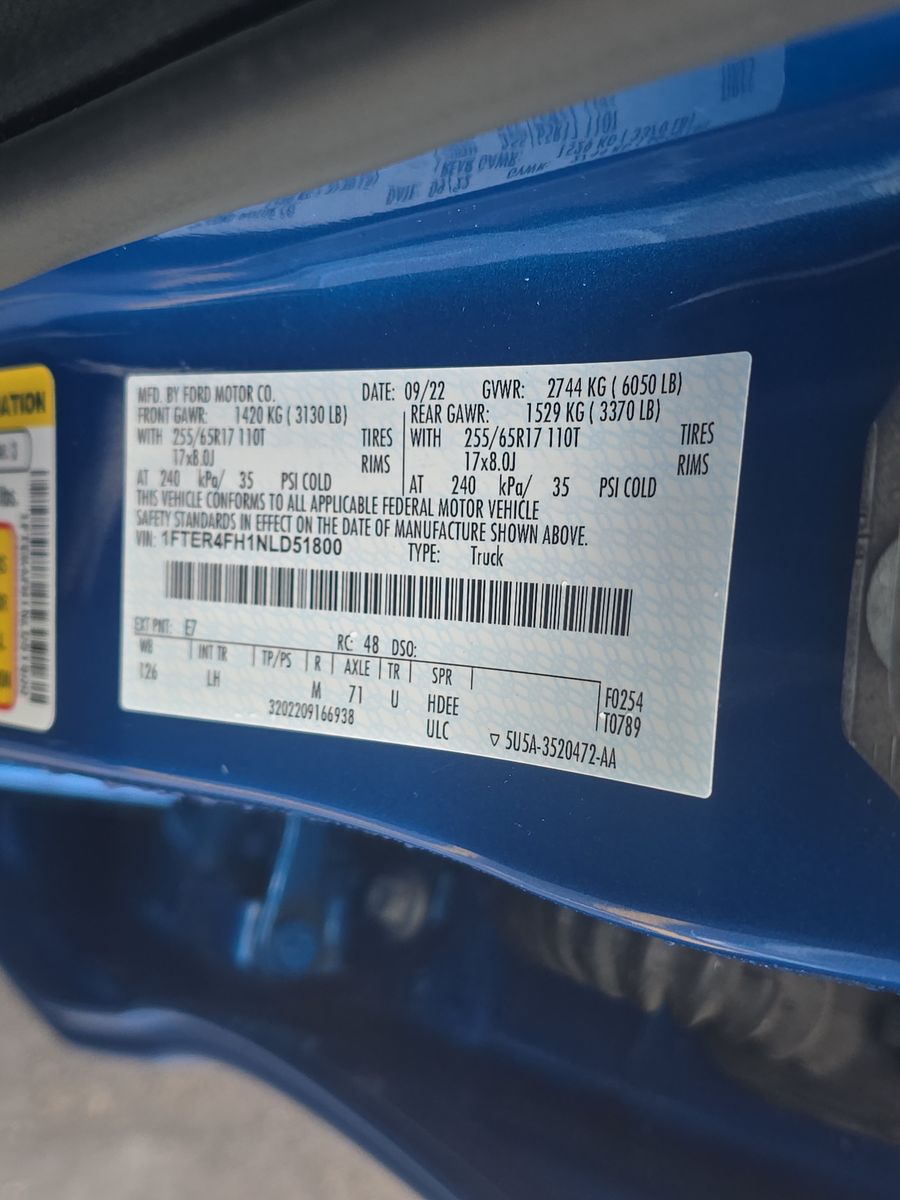 MFD. BY FORD MOTOR CO. DATE: 09/22 GVWR: 2744 KG ( 6050 LB)
FRONT GAWR: 1420 KG ( 3130 LB) REAR GAWR: 1529 KG ( 3370 LB)
WITH 255/65R17 110T TIRES WITH 255/65R17 110T TIRES
17x8.0J RIMS 17x8.0J RIMS
AT 240 kPa/ 35 PSI COLD AT 240 kPa/ 35 PSI COLD
THIS VEHICLE CONFORMS TO ALL APPLICABLE FEDERAL MOTOR VEHICLE
SAFETY STANDARDS IN EFFECT ON THE DATE OF MANUFACTURE SHOWN ABOVE.
VIN: 1FTER4FH1NLD51800 TYPE: Truck
EXT PNT: E7 RC: 48 DSO:
WB INT TR TP/PS R AXLE TR SPR
126 LH M 71 U HDEE F0254
3202209166938 ULC T0789
▽ 5U5A-3520472-AA